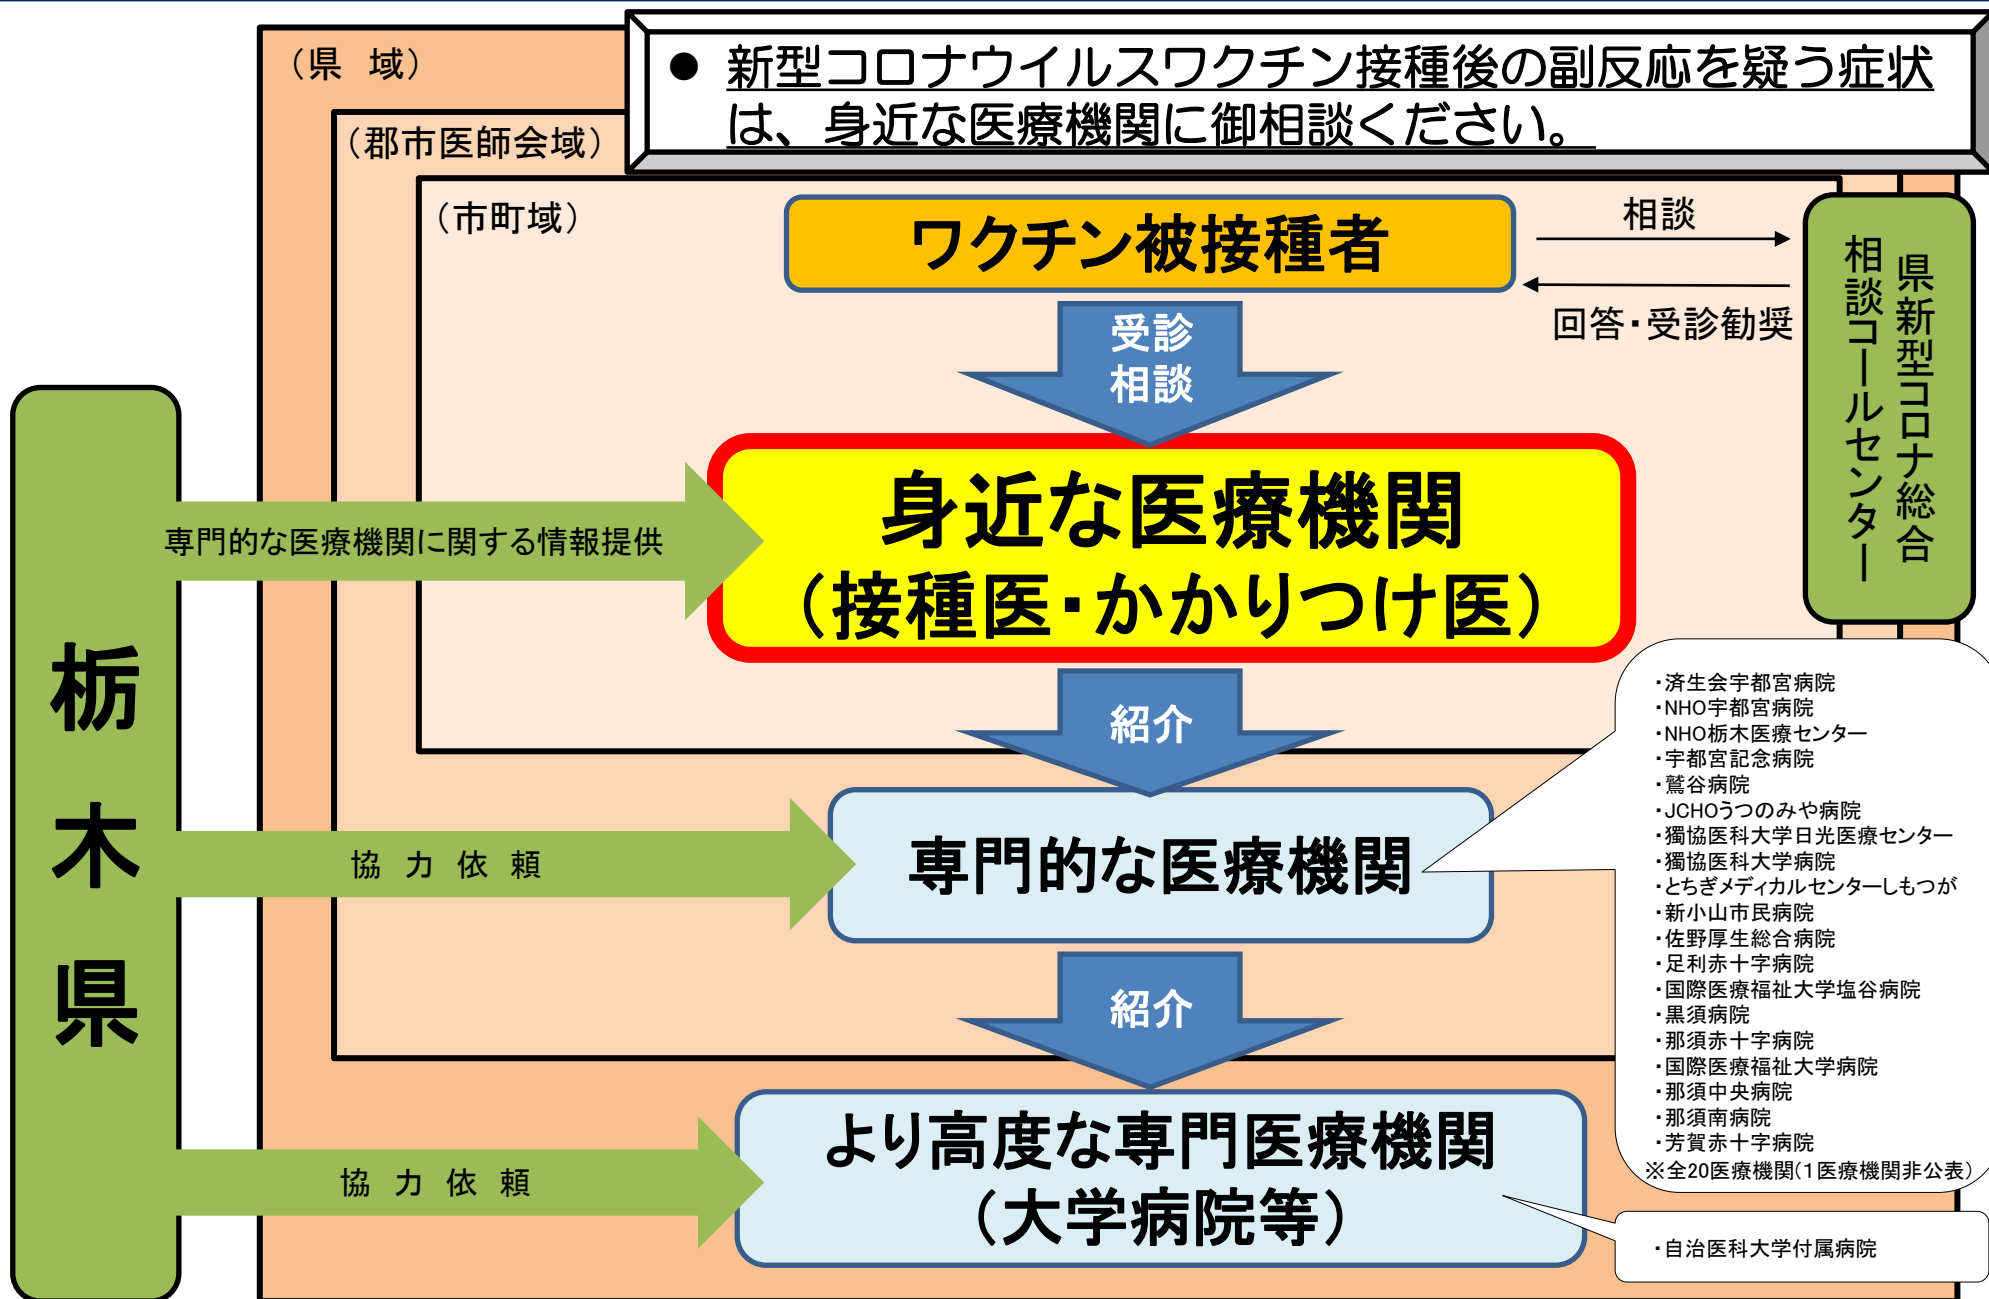 （県　域）
● 新型コロナウイルスワクチン接種後の副反応を疑う症状
は、身近な医療機関に御相談ください。
（郡市医師会域）
（市町域）
ワクチン被接種者
相談
回答・受診勧奨
県新型コロナ総合
相談コールセンター
受診
相談
栃木県
専門的な医療機関に関する情報提供
身近な医療機関
（接種医・かかりつけ医）
紹介
協　力　依　頼
専門的な医療機関
・済生会宇都宮病院
・NHO宇都宮病院
・NHO栃木医療センター
・宇都宮記念病院
・鷲谷病院
・JCHOうつのみや病院
・獨協医科大学日光医療センター
・獨協医科大学病院
・とちぎメディカルセンターしもつが
・新小山市民病院
・佐野厚生総合病院
・足利赤十字病院
・国際医療福祉大学塩谷病院
・黒須病院
・那須赤十字病院
・国際医療福祉大学病院
・那須中央病院
・那須南病院
・芳賀赤十字病院
※全20医療機関（１医療機関非公表）
紹介
協　力　依　頼
より高度な専門医療機関
（大学病院等）
・自治医科大学付属病院